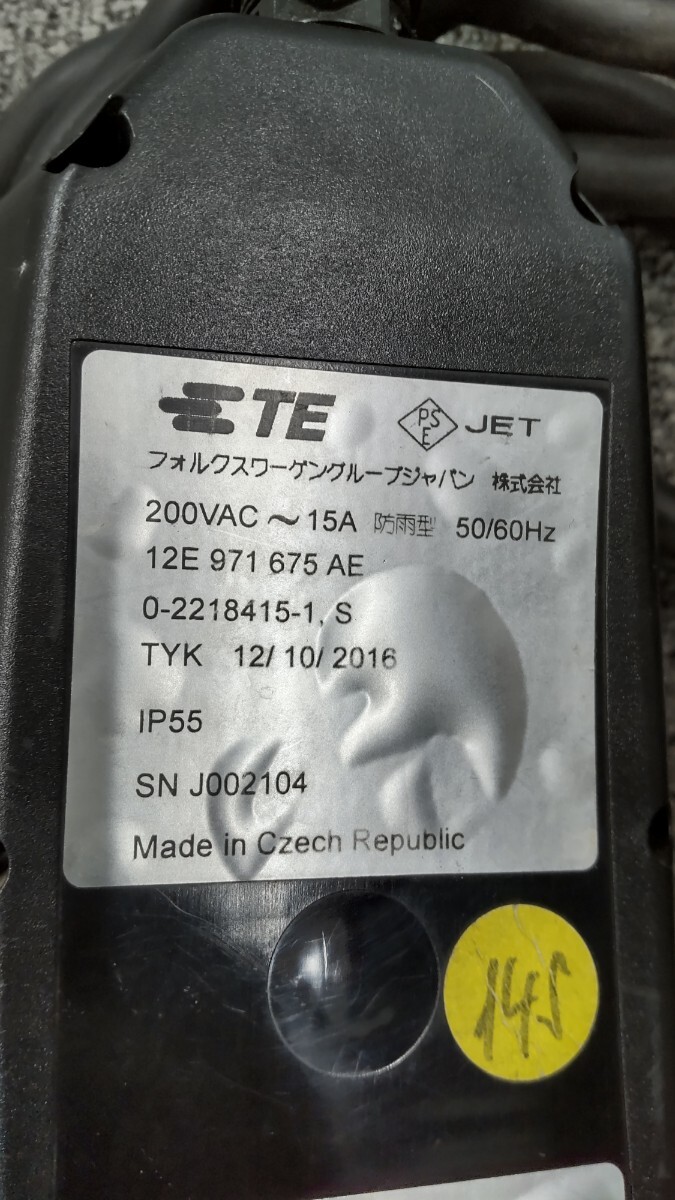 TE PSE JET
フォルクスワーゲングループジャパン 株式会社
200VAC ～ 15A 防雨型 50/60Hz
12E 971 675 AE
0-2218415-1, S
TYK 12/ 10/ 2016
IP55
SN J002104
Made in Czech Republic